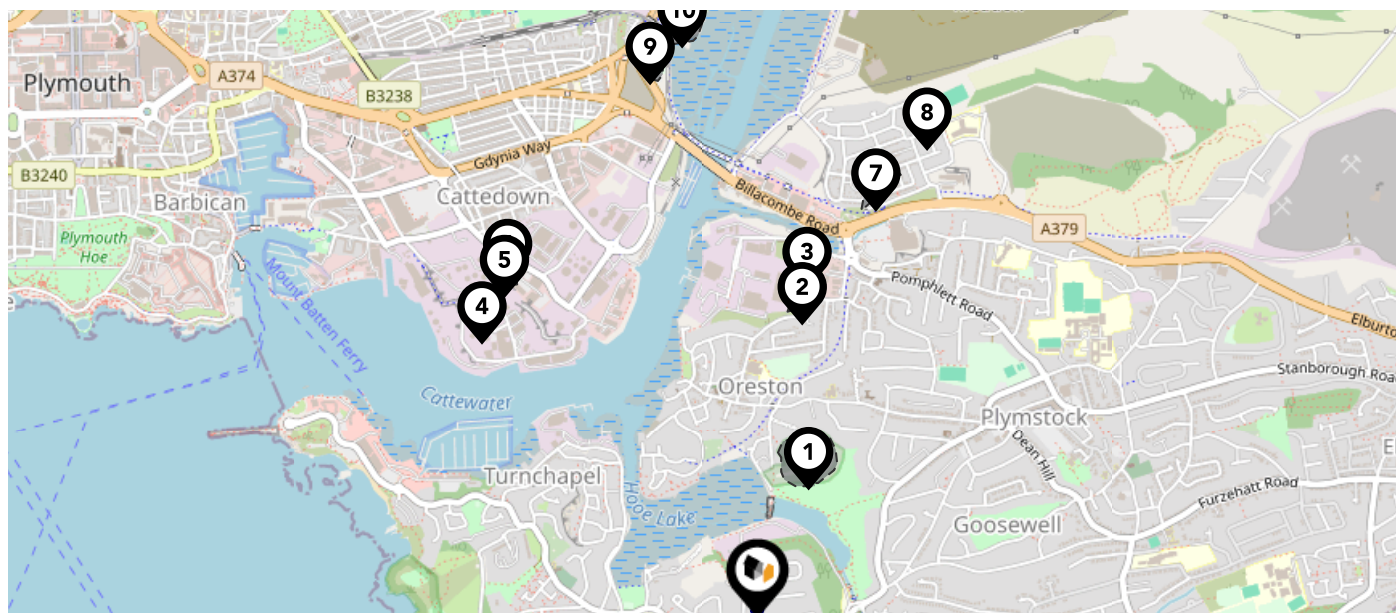 10
9
Plymouth
A374
B3238
8
Gdynia Way
B3240
7
Cattedown
Billacombe Road
Barbican
A379
Plymouth
Hoe
3
5
2
Pomphlett Road
4
Mount Batten Ferry
Elburto
Stanborough Road
Oreston
Cattewater
Plymstock
1
Dean Hill
E
Turnchapel
Furzehatt Road
Hooe Lake
Goosewell